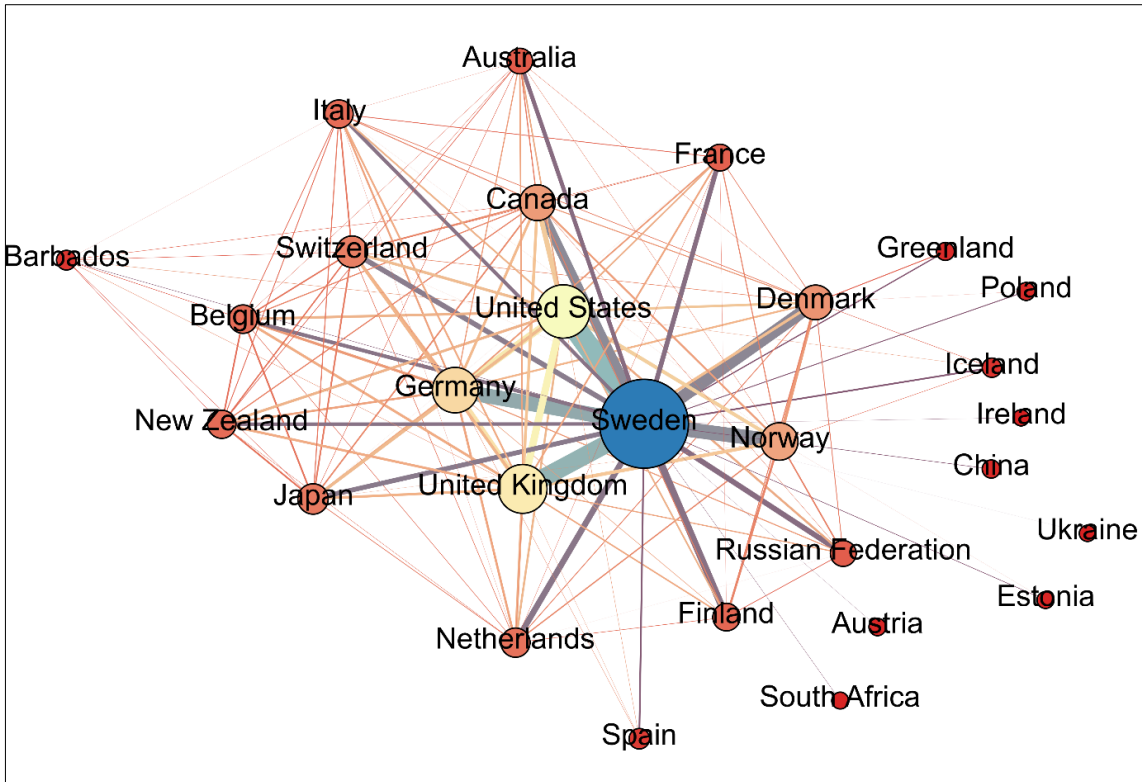 Australia
Italy
France
Canada
Switzerland
Greenland
Barbados
Poland
United States
Denmark
Belgium
Iceland
Germany
Ireland
New Zealand
Sweden
Norway
China
United Kingdom
Japan
Ukraine
Russian Federation
Estonia
Finland
Austria
Netherlands
South Africa
Spain